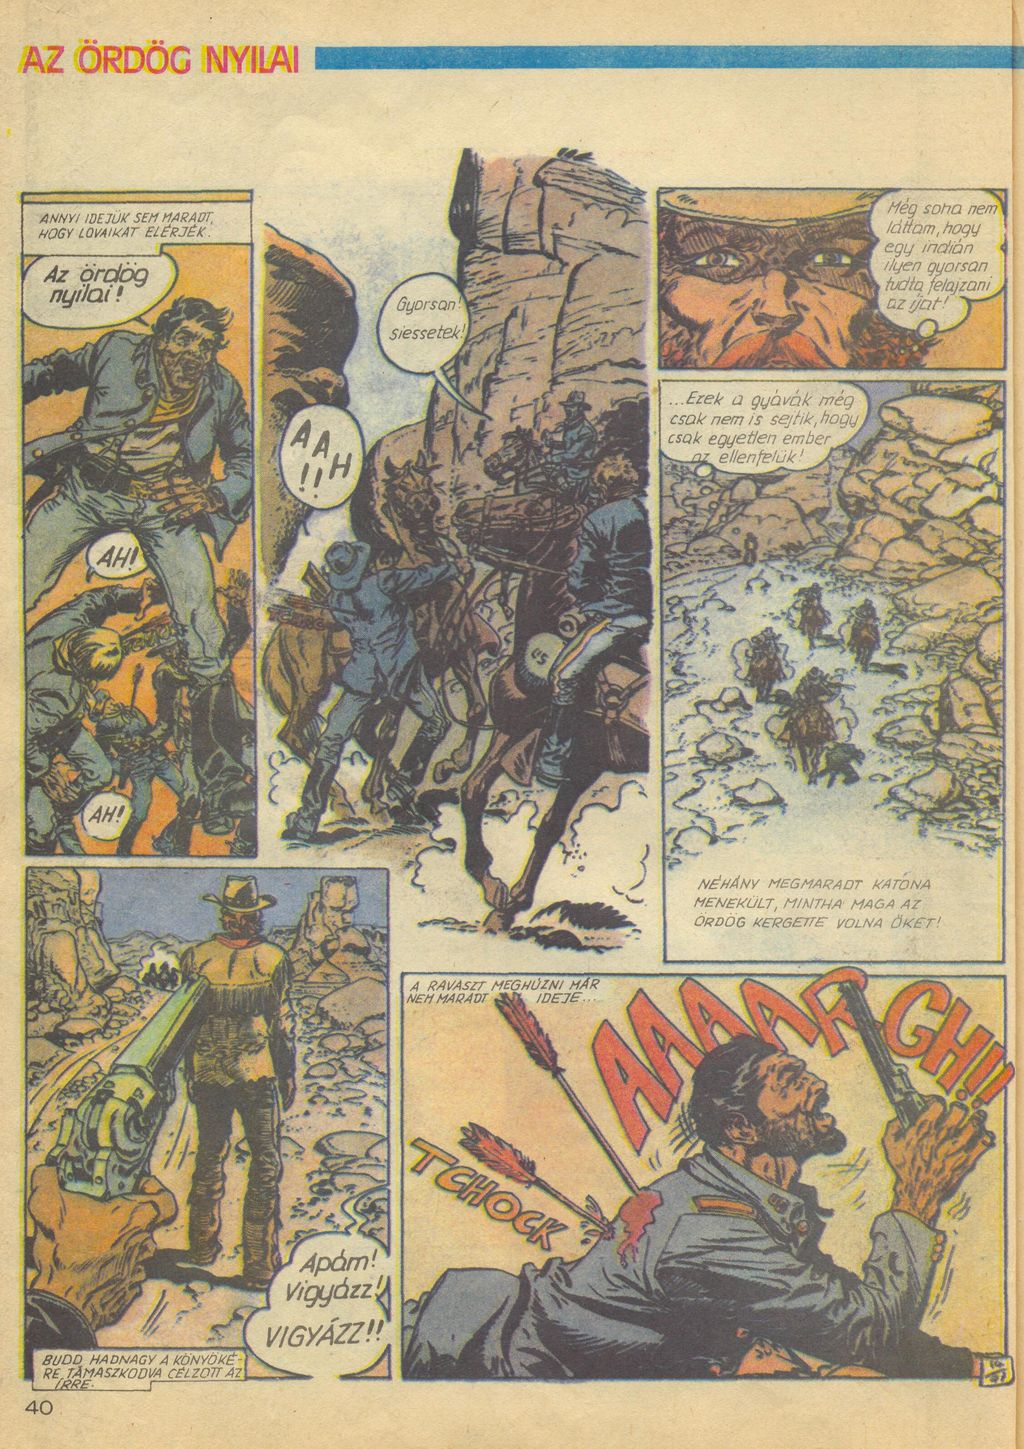 AZ ÖRDÖG NYILAI
ANNYI IDEJÜK SEM MARADT,
HOGY LOVAIKAT ELÉRJÉK.
Az ördög
nyilai!
AH!
AH!
AAH
!!
Gyorsan!
siessetek!
Még soha nem
láttam, hogy
egy indián
ilyen gyorsan
tudta felajzani
az íjat!
...Ezek a gyávák még
csak nem is sejtik, hogy
csak egyetlen ember
az ellenfelük!
NÉHÁNY MEGMARADT KATONA
MENEKÜLT, MINTHA MAGA AZ
ÖRDÖG KERGETTE VOLNA ŐKET!
Apám!
Vigyázz!
VIGYÁZZ!!
BUDD HADNAGY A KÖNYÖKÉ-
RE TÁMASZKODVA CÉLZOTT AZ
ÍRRE.
A RAVASZT MEGHÚZNI MÁR
NEM MARADT IDEJE...
AAAARGH!!
TCHOCK
40